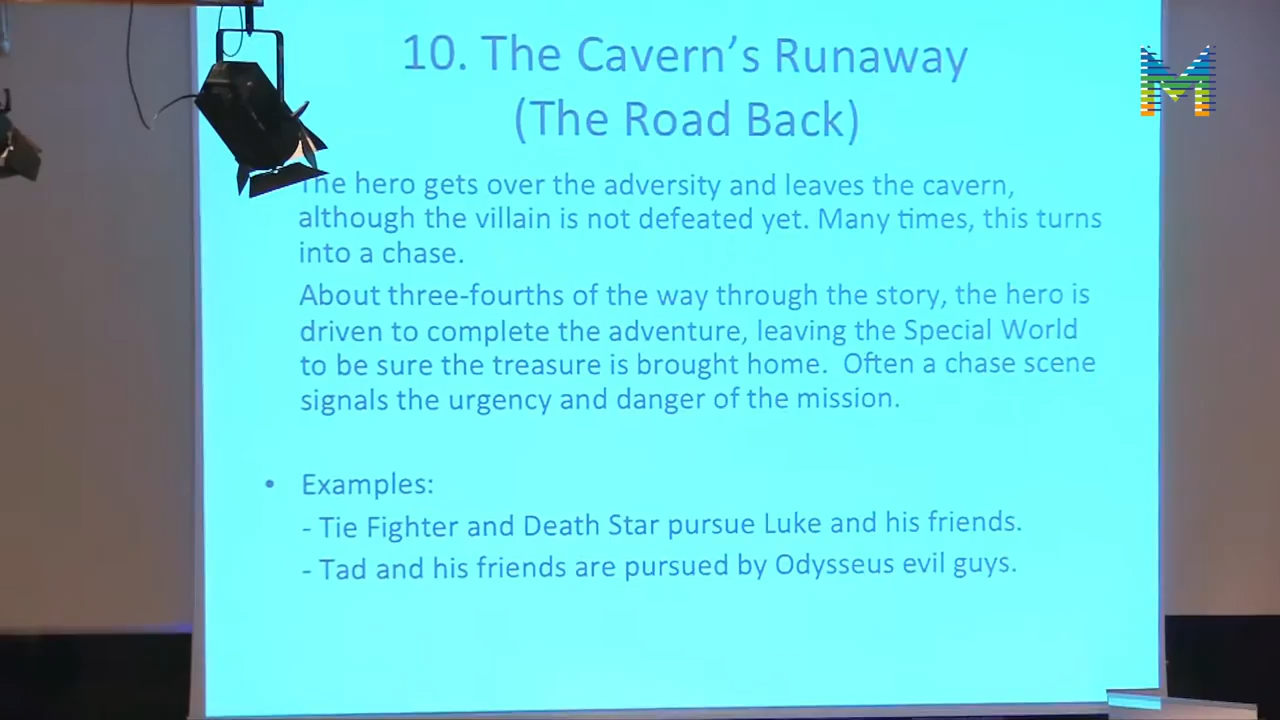 10. The Cavern's Runaway
(The Road Back)
The hero gets over the adversity and leaves the cavern,
although the villain is not defeated yet. Many times, this turns
into a chase.
About three-fourths of the way through the story, the hero is
driven to complete the adventure, leaving the Special World
to be sure the treasure is brought home. Often a chase scene
signals the urgency and danger of the mission.
• Examples:
- Tie Fighter and Death Star pursue Luke and his friends.
- Tad and his friends are pursued by Odysseus evil guys.
M